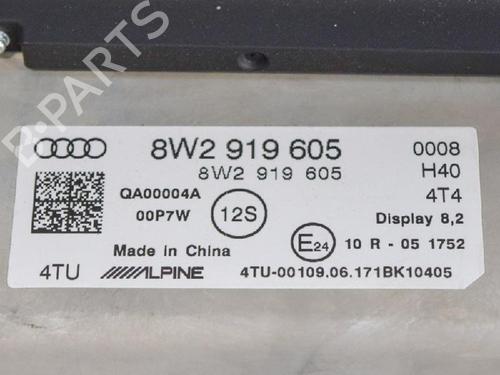 B-PARTS
8W2 919 605
0008
8W2 919 605
H40
QA00004A
4T4
00P7W
12S
Display 8,2
Made in China
E24
10 R - 05 1752
4TU
ALPINE
4TU-00109.06.171BK10405